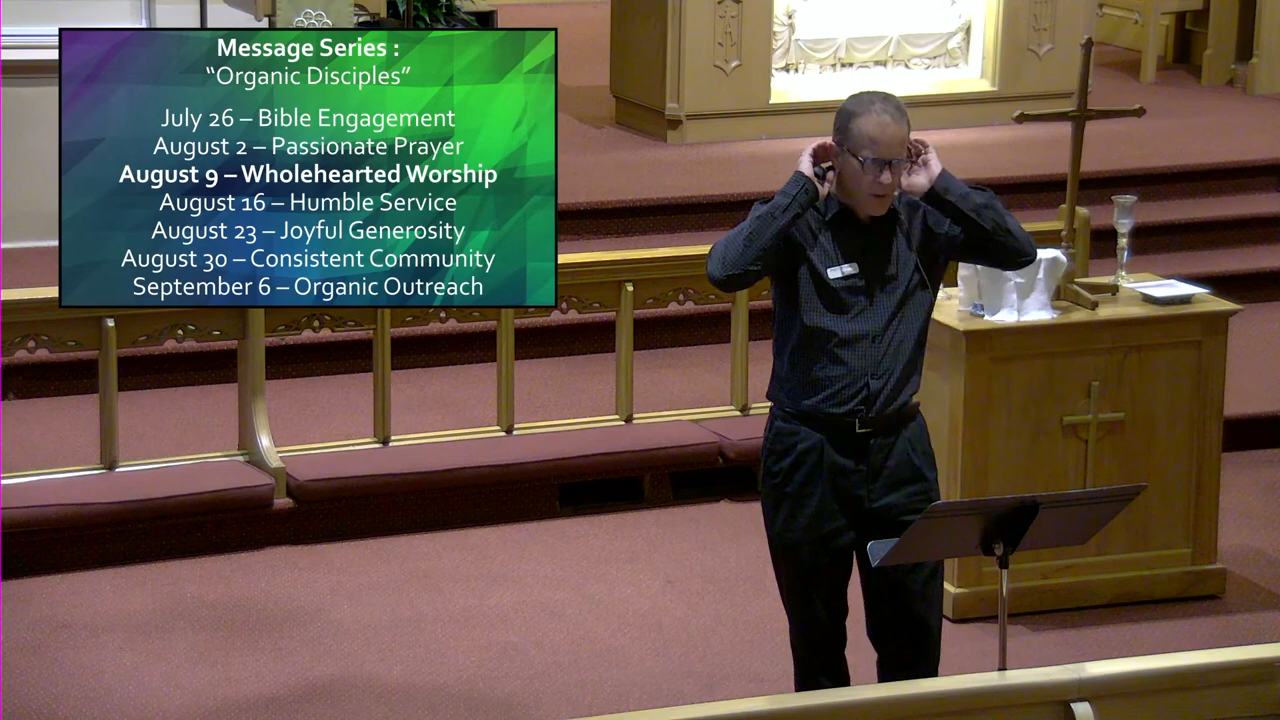 Message Series :
“Organic Disciples”
July 26 – Bible Engagement
August 2 – Passionate Prayer
August 9 – Wholehearted Worship
August 16 – Humble Service
August 23 – Joyful Generosity
August 30 – Consistent Community
September 6 – Organic Outreach